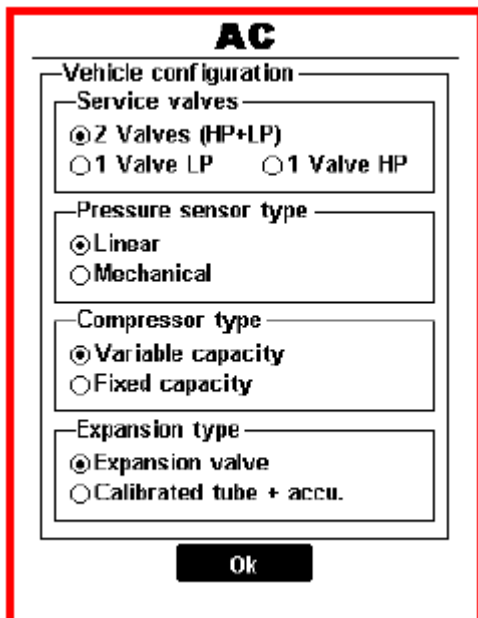 AC
Vehicle configuration
Service valves
2 Valves (HP+LP)
1 Valve LP 1 Valve HP
Pressure sensor type
Linear
Mechanical
Compressor type
Variable capacity
Fixed capacity
Expansion type
Expansion valve
Calibrated tube + accu.
Ok